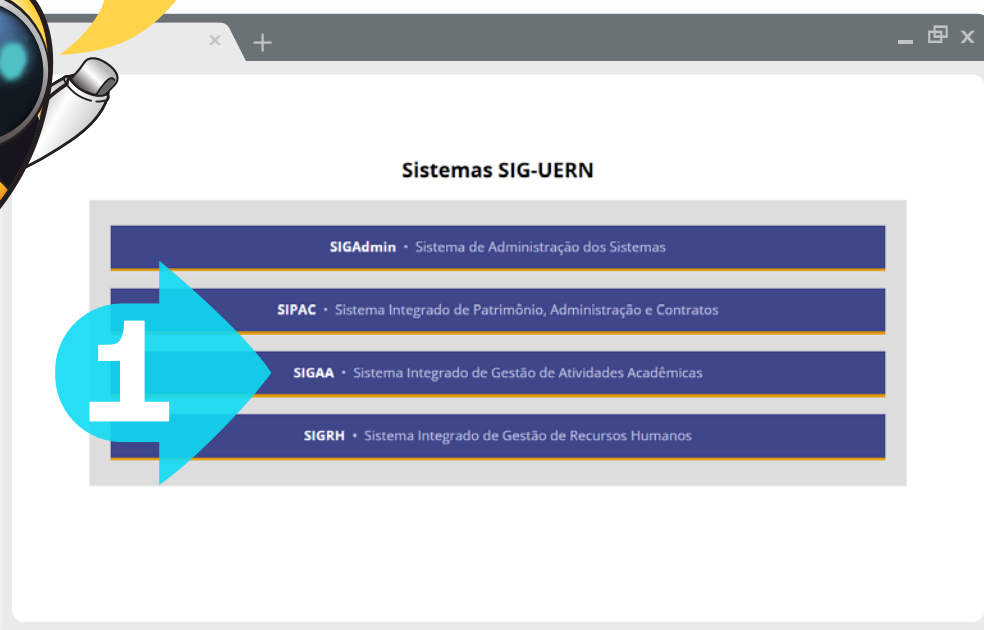 Sistemas SIG-UERN
SIGAdmin • Sistema de Administração dos Sistemas
SIPAC • Sistema Integrado de Patrimônio, Administração e Contratos
1
SIGAA • Sistema Integrado de Gestão de Atividades Acadêmicas
SIGRH • Sistema Integrado de Gestão de Recursos Humanos